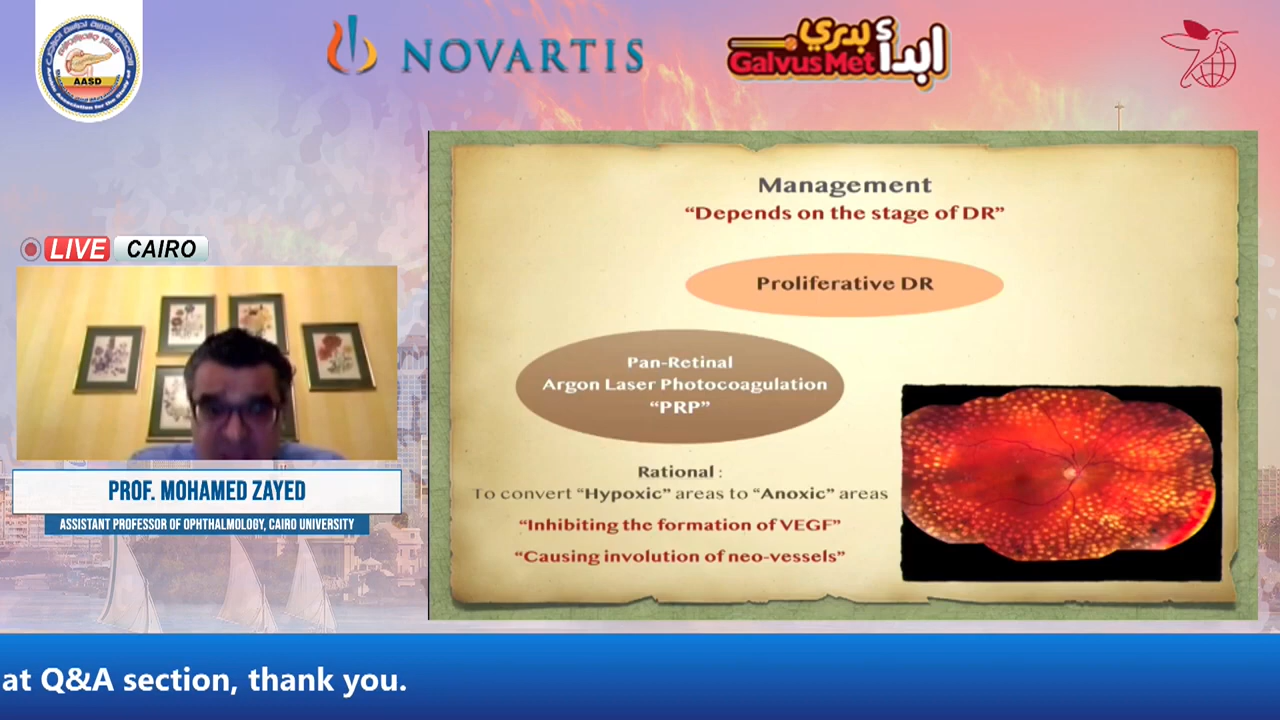 AASD
NOVARTIS
ابدأ بدري
GalvusMet
LIVE CAIRO
PROF. MOHAMED ZAYED
ASSISTANT PROFESSOR OF OPHTHALMOLOGY, CAIRO UNIVERSITY
Management
“Depends on the stage of DR”
Proliferative DR
Pan-Retinal
Argon Laser Photocoagulation
“PRP”
Rational :
To convert “Hypoxic” areas to “Anoxic” areas
“Inhibiting the formation of VEGF”
“Causing involution of neo-vessels”
at Q&A section, thank you.